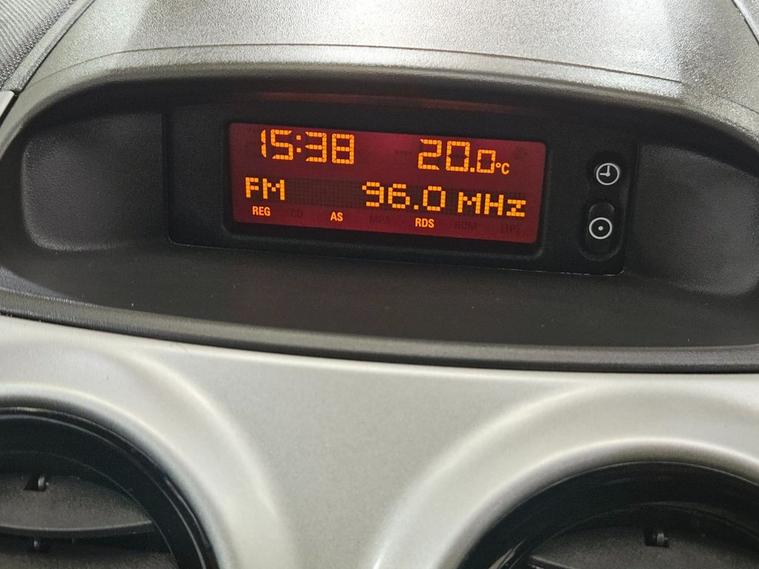 15:38 20.0°C
FM 96.0 MHz
REG AS RDS